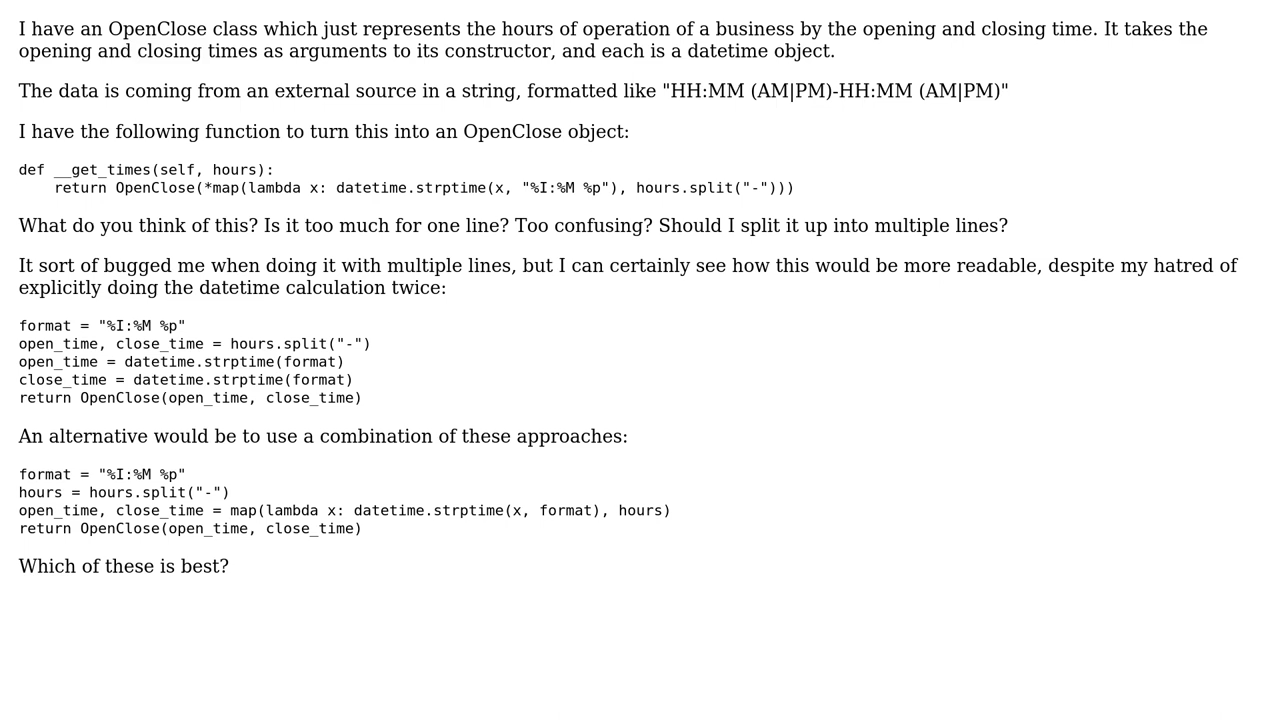 I have an OpenClose class which just represents the hours of operation of a business by the opening and closing time. It takes the
opening and closing times as arguments to its constructor, and each is a datetime object.
The data is coming from an external source in a string, formatted like "HH:MM (AM|PM)-HH:MM (AM|PM)"
I have the following function to turn this into an OpenClose object:
def __get_times(self, hours):
    return OpenClose(*map(lambda x: datetime.strptime(x, "%I:%M %p"), hours.split("-")))
What do you think of this? Is it too much for one line? Too confusing? Should I split it up into multiple lines?
It sort of bugged me when doing it with multiple lines, but I can certainly see how this would be more readable, despite my hatred of
explicitly doing the datetime calculation twice:
format = "%I:%M %p"
open_time, close_time = hours.split("-")
open_time = datetime.strptime(format)
close_time = datetime.strptime(format)
return OpenClose(open_time, close_time)
An alternative would be to use a combination of these approaches:
format = "%I:%M %p"
hours = hours.split("-")
open_time, close_time = map(lambda x: datetime.strptime(x, format), hours)
return OpenClose(open_time, close_time)
Which of these is best?